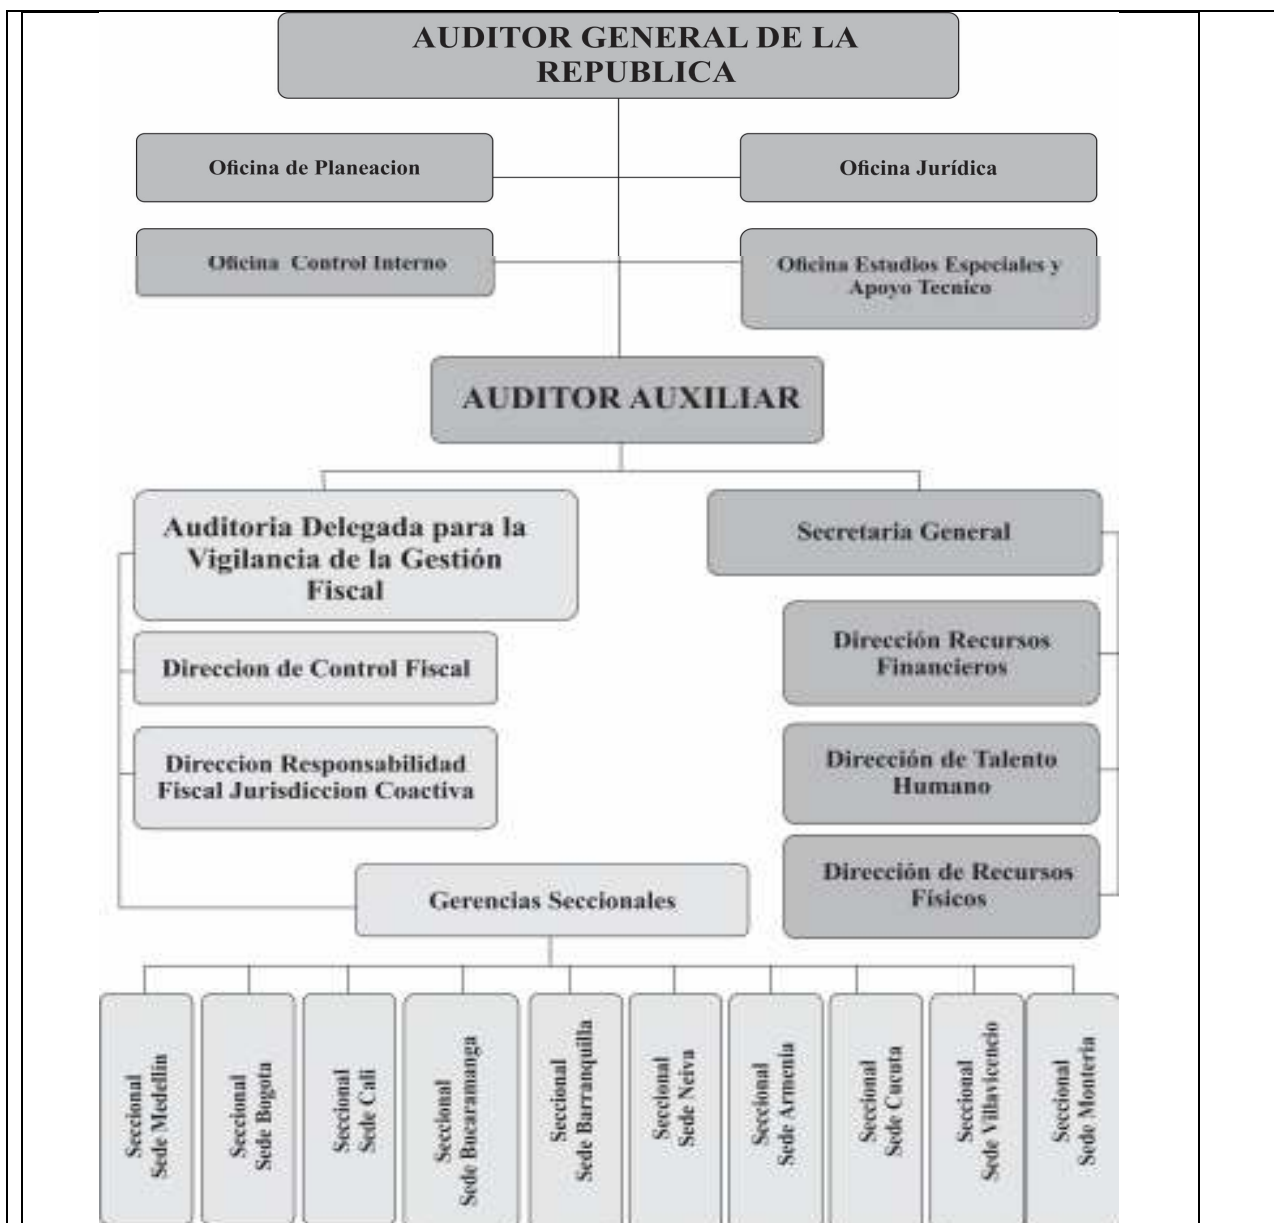 AUDITOR GENERAL DE LA
REPUBLICA
Oficina de Planeacion
Oficina Jurídica
Oficina Control Interno
Oficina Estudios Especiales y
Apoyo Tecnico
AUDITOR AUXILIAR
Auditoria Delegada para la
Vigilancia de la Gestión
Fiscal
Secretaria General
Direccion de Control Fiscal
Dirección Recursos
Financieros
Direccion Responsabilidad
Fiscal Jurisdiccion Coactiva
Dirección de Talento
Humano
Dirección de Recursos
Físicos
Gerencias Seccionales
Seccional
Sede Medellin
Seccional
Sede Bogota
Seccional
Sede Cali
Seccional
Sede Bucaramanga
Seccional
Sede Barranquilla
Seccional
Sede Neiva
Seccional
Sede Armenia
Seccional
Sede Cucuta
Seccional
Sede Villavicencio
Seccional
Sede Montería